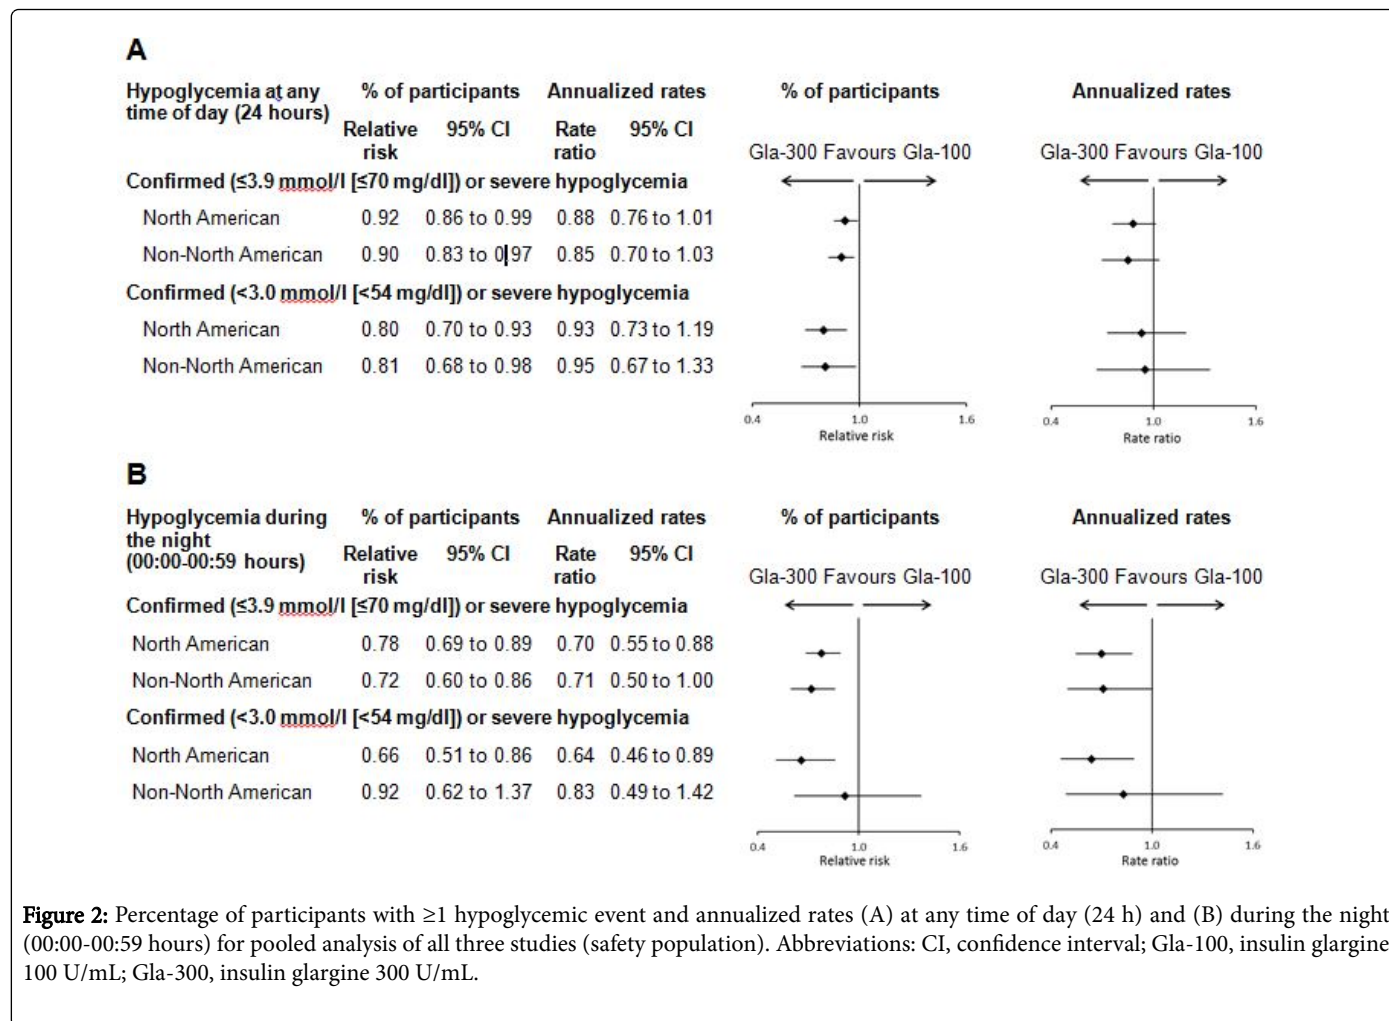 A
Hypoglycemia at any % of participants Annualized rates % of participants Annualized rates
time of day (24 hours)
Relative 95% CI Rate 95% CI
risk ratio
Gla-300 Favours Gla-100 Gla-300 Favours Gla-100
Confirmed (≤3.9 mmol/l [≤70 mg/dl]) or severe hypoglycemia
North American 0.92 0.86 to 0.99 0.88 0.76 to 1.01
Non-North American 0.90 0.83 to 0.97 0.85 0.70 to 1.03
Confirmed (<3.0 mmol/l [<54 mg/dl]) or severe hypoglycemia
North American 0.80 0.70 to 0.93 0.93 0.73 to 1.19
Non-North American 0.81 0.68 to 0.98 0.95 0.67 to 1.33
0.4 1.0 1.6 0.4 1.0 1.6
Relative risk Rate ratio
B
Hypoglycemia during % of participants Annualized rates % of participants Annualized rates
the night
(00:00-00:59 hours)
Relative 95% CI Rate 95% CI
risk ratio
Gla-300 Favours Gla-100 Gla-300 Favours Gla-100
Confirmed (≤3.9 mmol/l [≤70 mg/dl]) or severe hypoglycemia
North American 0.78 0.69 to 0.89 0.70 0.55 to 0.88
Non-North American 0.72 0.60 to 0.86 0.71 0.50 to 1.00
Confirmed (<3.0 mmol/l [<54 mg/dl]) or severe hypoglycemia
North American 0.66 0.51 to 0.86 0.64 0.46 to 0.89
Non-North American 0.92 0.62 to 1.37 0.83 0.49 to 1.42
0.4 1.0 1.6 0.4 1.0 1.6
Relative risk Rate ratio
Figure 2: Percentage of participants with ≥1 hypoglycemic event and annualized rates (A) at any time of day (24 h) and (B) during the night
(00:00-00:59 hours) for pooled analysis of all three studies (safety population). Abbreviations: CI, confidence interval; Gla-100, insulin glargine
100 U/mL; Gla-300, insulin glargine 300 U/mL.